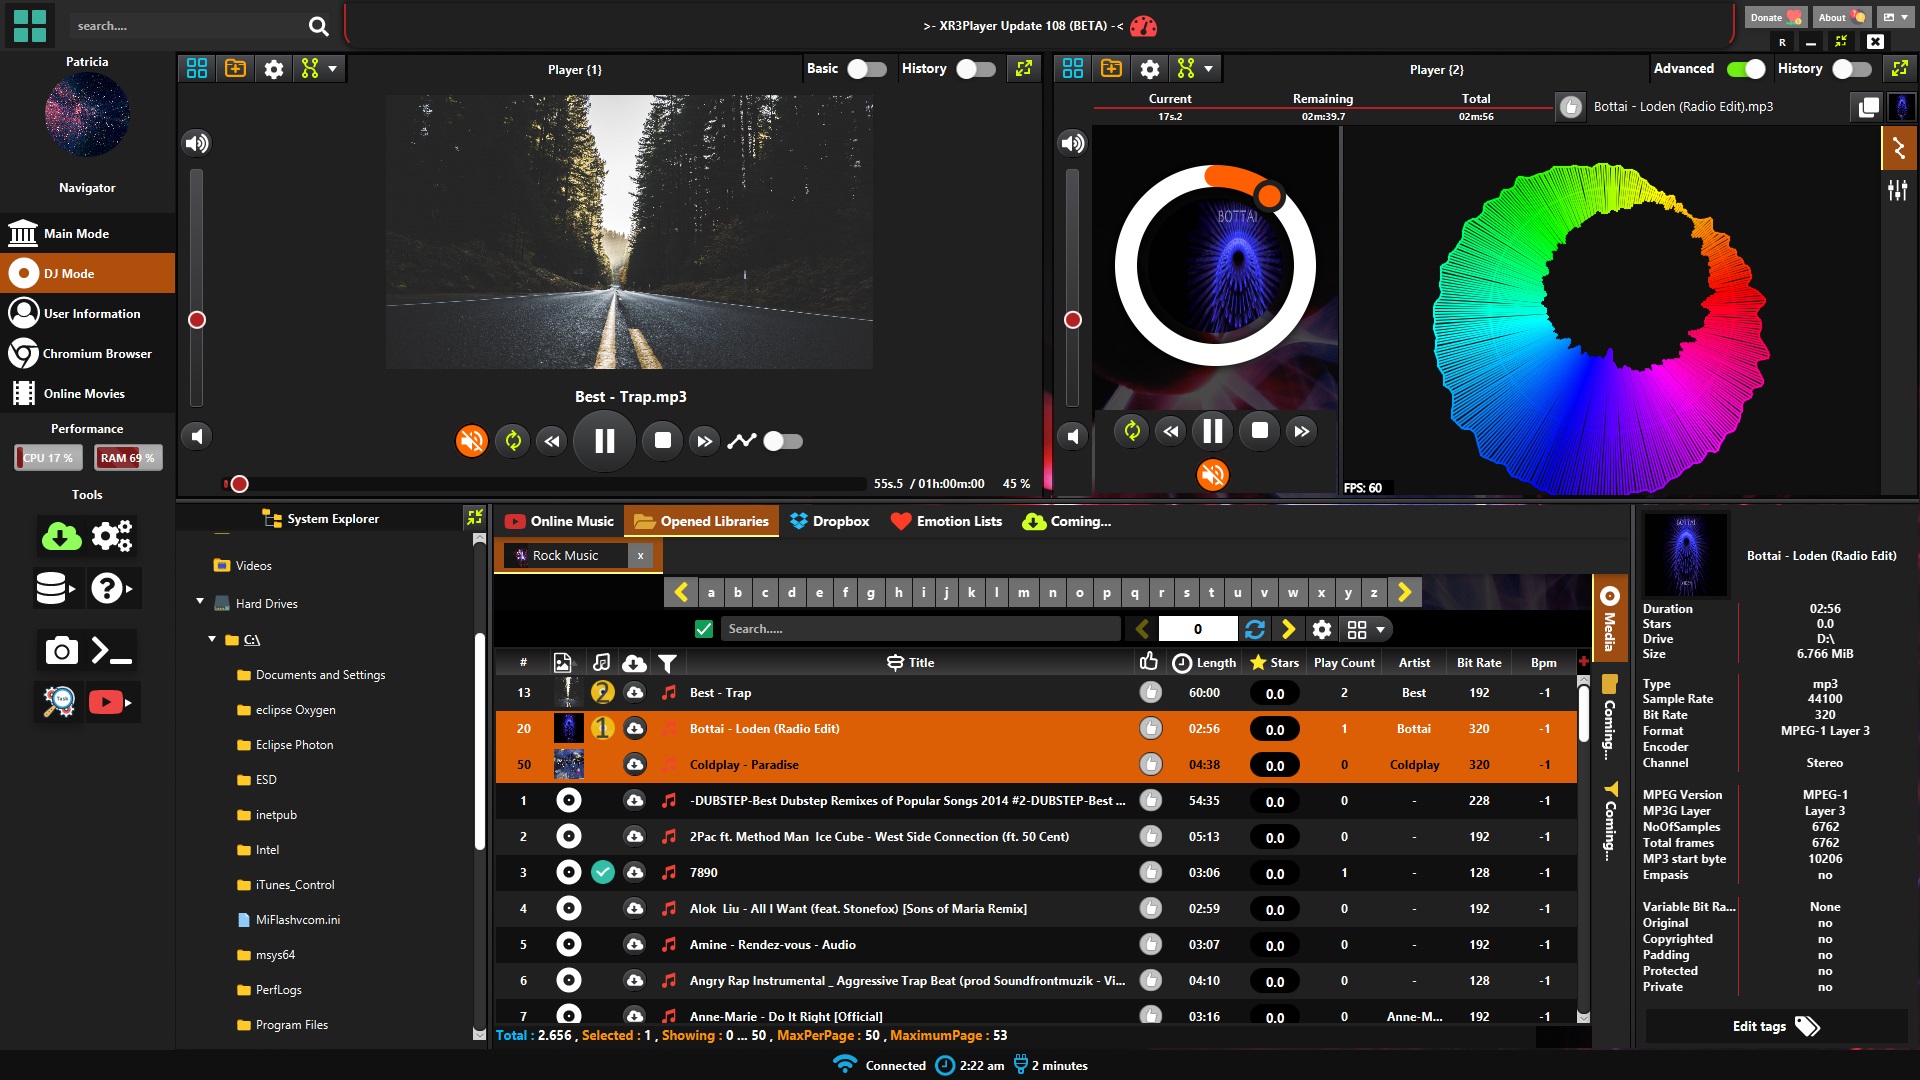 search....
>- XR3Player Update 108 (BETA) -<
Donate
About
R
Patricia
Navigator
Main Mode
DJ Mode
User Information
Chromium Browser
Online Movies
Performance
CPU 17 %
RAM 69 %
Tools
Player {1}
Basic
History
Best - Trap.mp3
55s.5 / 01h:00m:00
45 %
Player {2}
Advanced
History
Current
17s.2
Remaining
02m:39.7
Total
02m:56
Bottai - Loden (Radio Edit).mp3
BOTTAI
FPS: 60
System Explorer
Videos
Hard Drives
C:\
Documents and Settings
eclipse Oxygen
Eclipse Photon
ESD
inetpub
Intel
iTunes_Control
MiFlashvcom.ini
msys64
PerfLogs
Program Files
Online Music
Opened Libraries
Dropbox
Emotion Lists
Coming...
Rock Music
x
a b c d e f g h i j k l m n o p q r s t u v w x y z
Search.....
0
# Title Length Stars Play Count Artist Bit Rate Bpm
13 2 Best - Trap 60:00 0.0 2 Best 192 -1
20 1 Bottai - Loden (Radio Edit) 02:56 0.0 1 Bottai 320 -1
50 Coldplay - Paradise 04:38 0.0 0 Coldplay 320 -1
1 -DUBSTEP-Best Dubstep Remixes of Popular Songs 2014 #2-DUBSTEP-Best ... 54:35 0.0 0 - 228 -1
2 2Pac ft. Method Man Ice Cube - West Side Connection (ft. 50 Cent) 05:13 0.0 0 - 192 -1
3 7890 03:06 0.0 1 - 128 -1
4 Alok Liu - All I Want (feat. Stonefox) [Sons of Maria Remix] 02:59 0.0 0 - 192 -1
5 Amine - Rendez-vous - Audio 03:07 0.0 0 - 192 -1
6 Angry Rap Instrumental _ Aggressive Trap Beat (prod Soundfrontmuzik - Vi... 04:10 0.0 0 - 128 -1
7 Anne-Marie - Do It Right [Official] 03:16 0.0 0 Anne-M... 192 -1
Total : 2.656 , Selected : 1 , Showing : 0 ... 50 , MaxPerPage : 50 , MaximumPage : 53
Media
Coming...
Coming...
BOTTAI
Bottai - Loden (Radio Edit)
Duration 02:56
Stars 0.0
Drive D:\
Size 6.766 MiB
Type mp3
Sample Rate 44100
Bit Rate 320
Format MPEG-1 Layer 3
Encoder
Channel Stereo
MPEG Version MPEG-1
MP3G Layer Layer 3
NoOfSamples 6762
Total frames 6762
MP3 start byte 10206
Empasis no
Variable Bit Ra... None
Original no
Copyrighted no
Padding no
Protected no
Private no
Edit tags
Connected
2:22 am
2 minutes